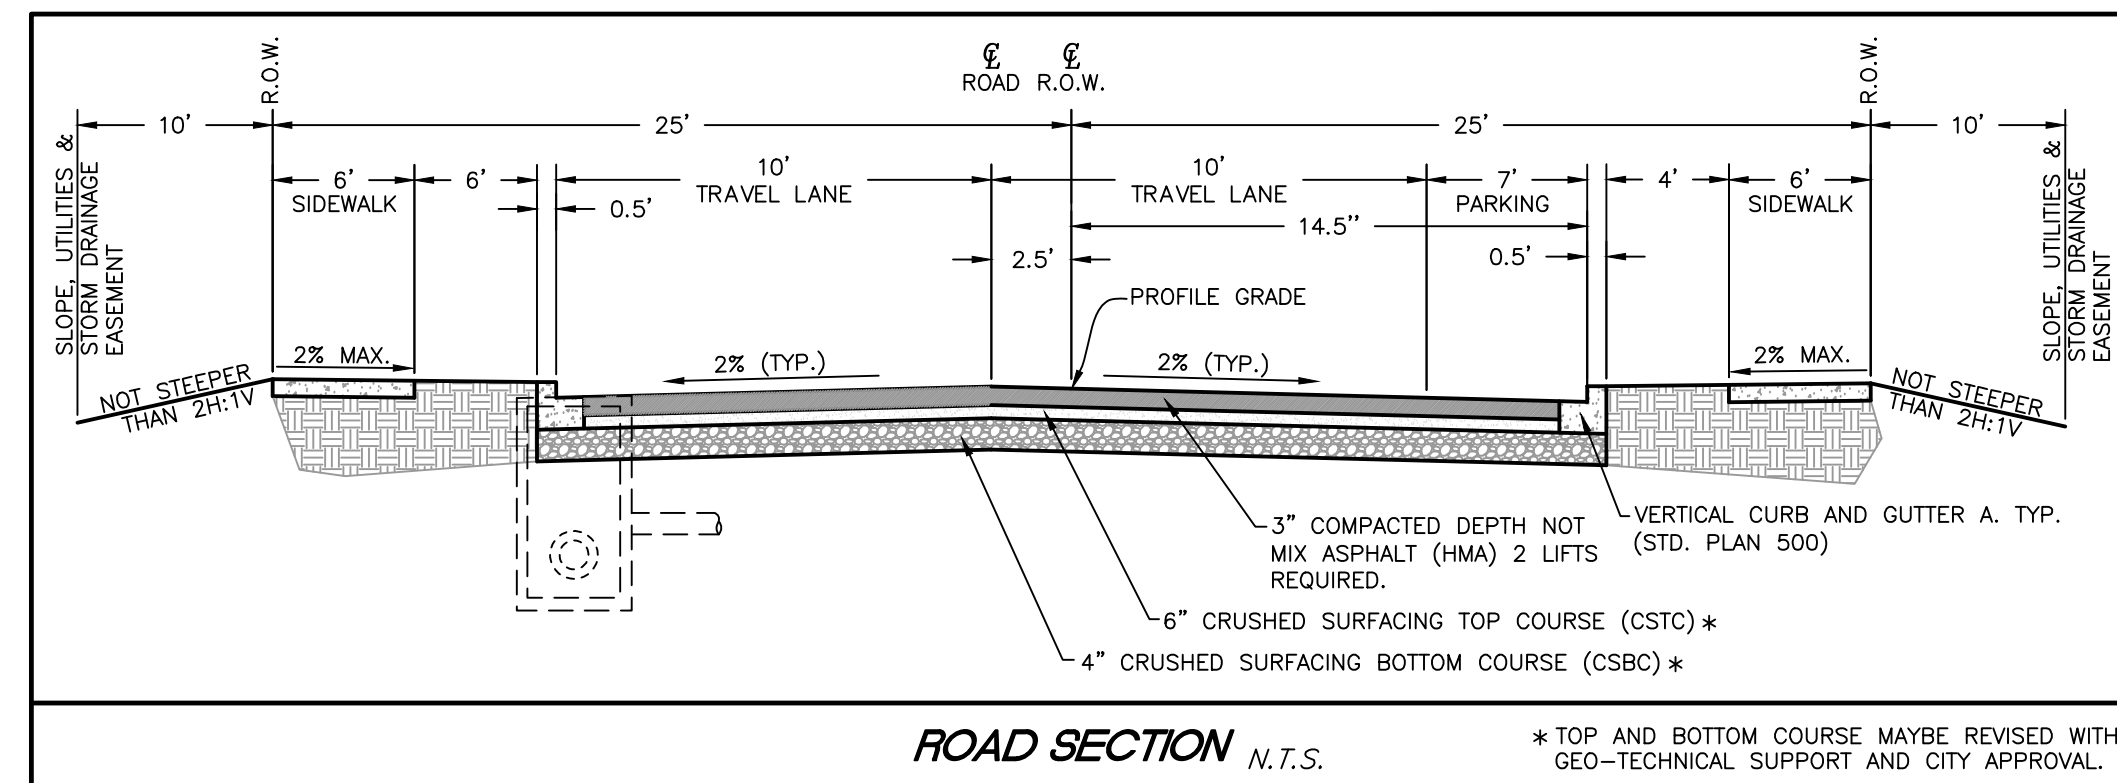 ℄ ℄
ROAD R.O.W.
R.O.W.
R.O.W.
10'
25'
25'
10'
SLOPE, UTILITIES &
STORM DRAINAGE
EASEMENT
6'
SIDEWALK
6'
0.5'
10'
TRAVEL LANE
10'
TRAVEL LANE
7'
PARKING
4'
6'
SIDEWALK
14.5"
2.5'
0.5'
SLOPE, UTILITIES &
STORM DRAINAGE
EASEMENT
PROFILE GRADE
2% MAX.
2% (TYP.)
2% (TYP.)
2% MAX.
NOT STEEPER
THAN 2H:1V
NOT STEEPER
THAN 2H:1V
3" COMPACTED DEPTH NOT
MIX ASPHALT (HMA) 2 LIFTS
REQUIRED.
VERTICAL CURB AND GUTTER A. TYP.
(STD. PLAN 500)
6" CRUSHED SURFACING TOP COURSE (CSTC) *
4" CRUSHED SURFACING BOTTOM COURSE (CSBC) *
ROAD SECTION N.T.S.
* TOP AND BOTTOM COURSE MAYBE REVISED WITH
GEO-TECHNICAL SUPPORT AND CITY APPROVAL.